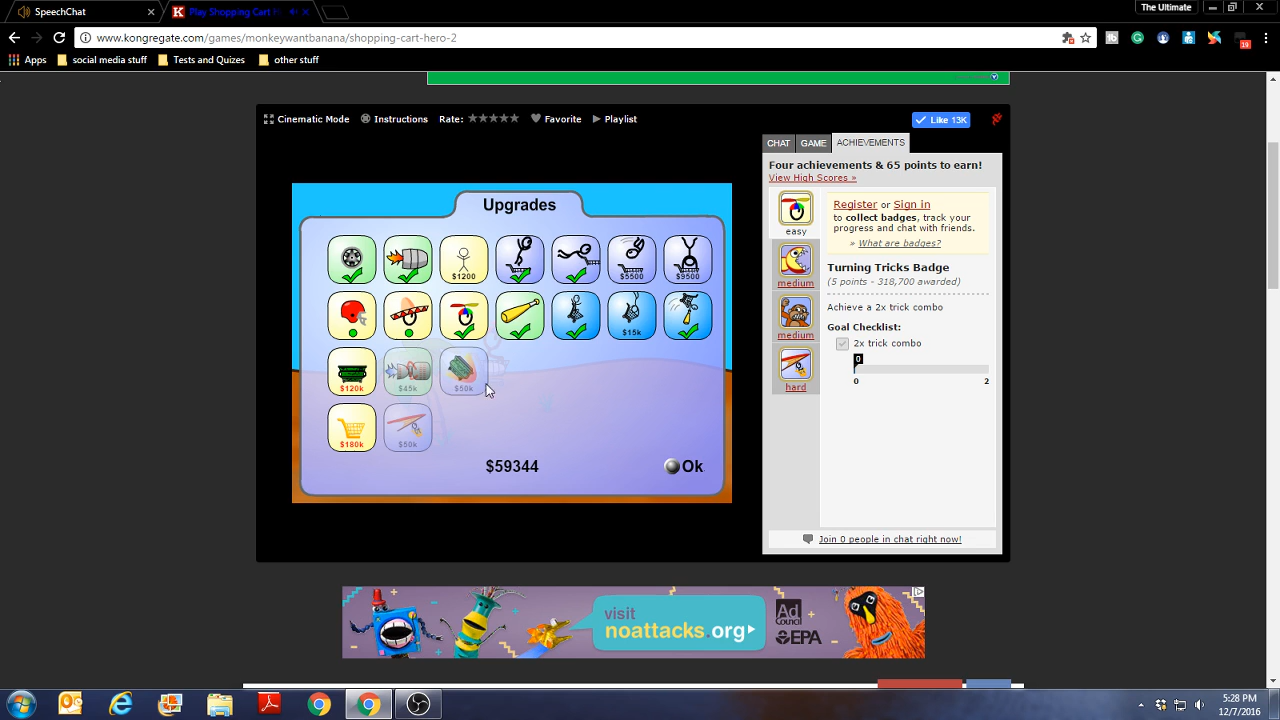 SpeechChat
Play Shopping Cart H
The Ultimate
www.kongregate.com/games/monkeywantbanana/shopping-cart-hero-2
19
Apps
social media stuff
Tests and Quizes
other stuff
Cinematic Mode
Instructions
Rate:
Favorite
Playlist
Like 13K
CHAT
GAME
ACHIEVEMENTS
Four achievements & 65 points to earn!
View High Scores »
easy
medium
medium
hard
Register or Sign in
to collect badges, track your
progress and chat with friends.
» What are badges?
Turning Tricks Badge
(5 points - 318,700 awarded)
Achieve a 2x trick combo
Goal Checklist:
2x trick combo
0
0
2
Join 0 people in chat right now!
Upgrades
$1200
$5500
$9500
$15k
$120k
$45k
$50k
$180k
$50k
$59344
Ok
visit
noattacks.org
Ad
Council
EPA
5:28 PM
12/7/2016